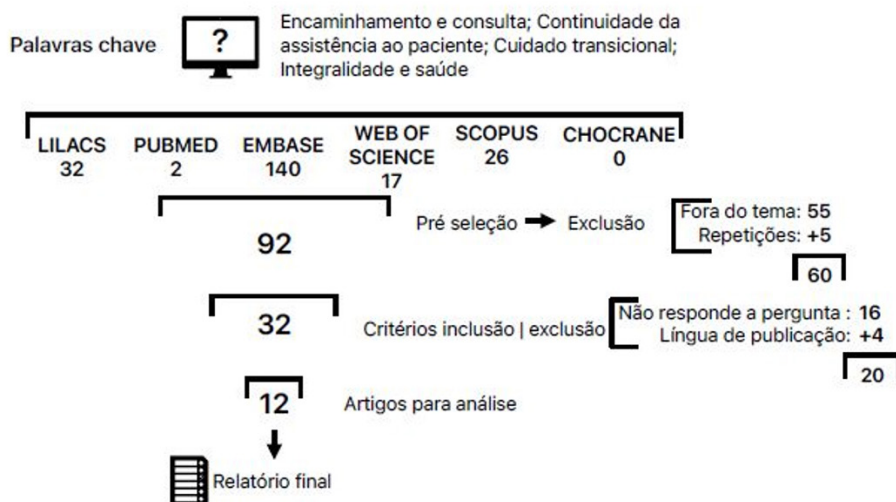 Palavras chave
?
Encaminhamento e consulta; Continuidade da
assistência ao paciente; Cuidado transicional;
Integralidade e saúde
LILACS
32
PUBMED
2
EMBASE
140
WEB OF
SCIENCE
17
SCOPUS
26
CHOCRANE
0
92
Pré seleção
Exclusão
Fora do tema: 55
Repetições: +5
60
32
Critérios inclusão | exclusão
Não responde a pergunta : 16
Língua de publicação: +4
20
12
Artigos para análise
Relatório final